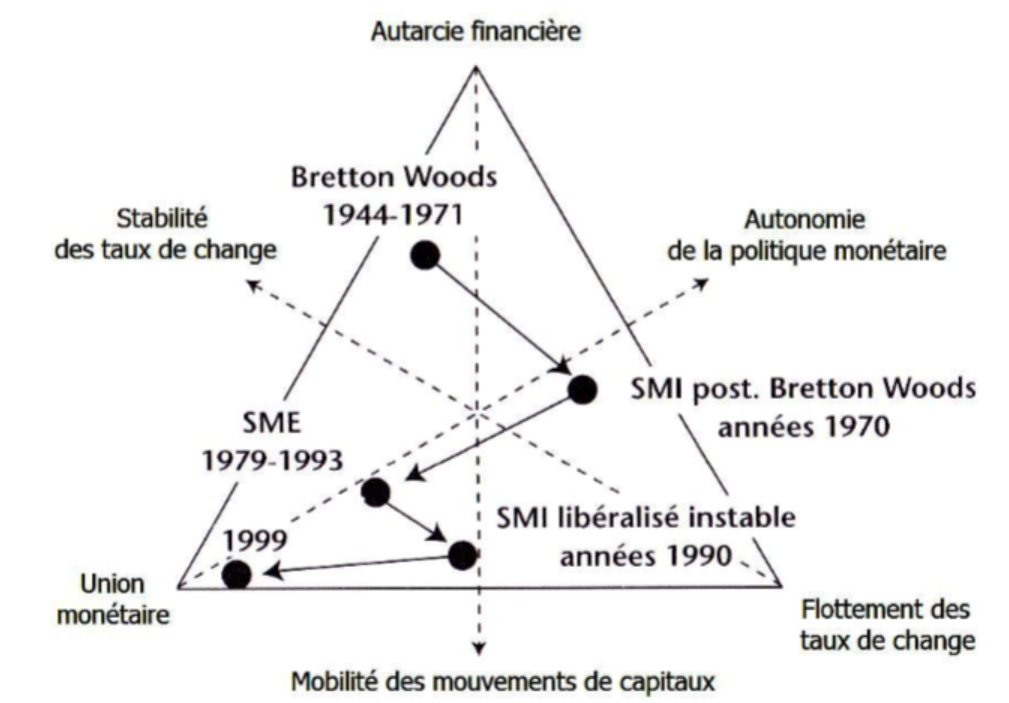 Autarcie financière
Bretton Woods
1944-1971
Stabilité
des taux de change
Autonomie
de la politique monétaire
SMI post. Bretton Woods
années 1970
SME
1979-1993
SMI libéralisé instable
années 1990
1999
Union
monétaire
Flottement des
taux de change
Mobilité des mouvements de capitaux